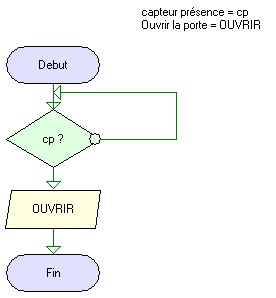 capteur présence = cp
Ouvrir la porte = OUVRIR
Debut
cp ?
OUVRIR
Fin